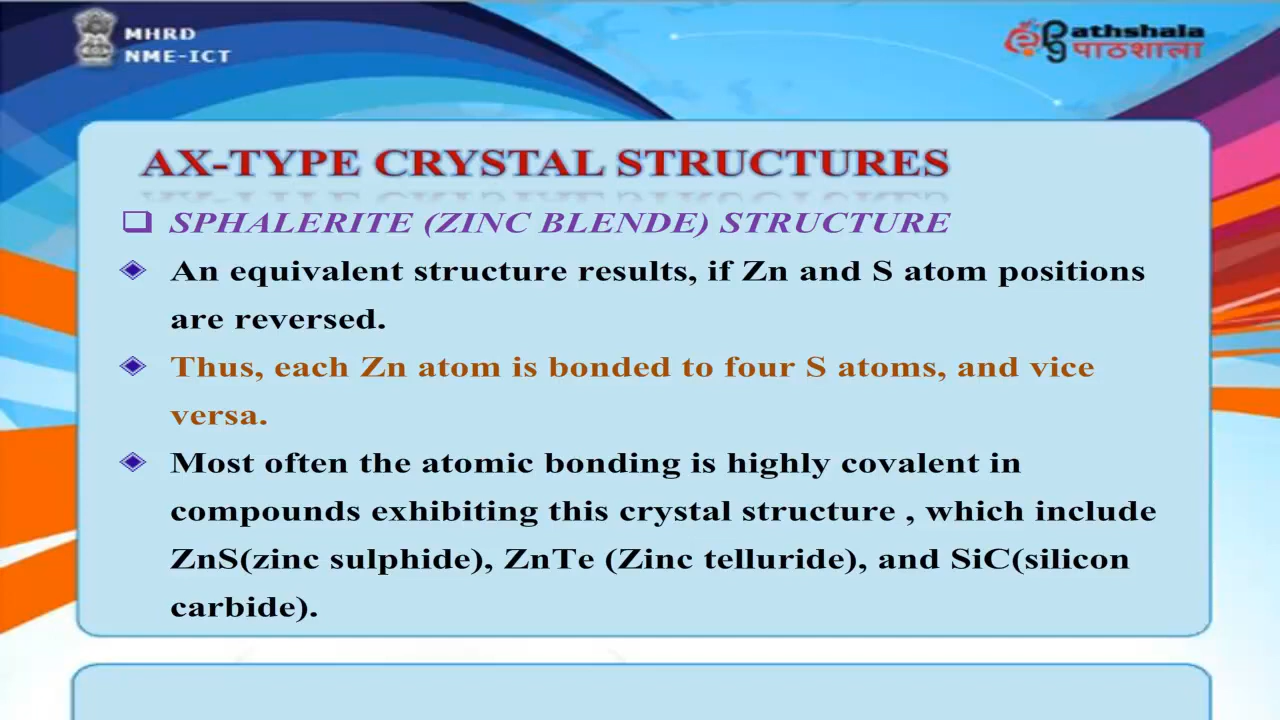 MHRD
NME-ICT
athshala
पाठशाला
AX-TYPE CRYSTAL STRUCTURES
SPHALERITE (ZINC BLENDE) STRUCTURE
An equivalent structure results, if Zn and S atom positions
are reversed.
Thus, each Zn atom is bonded to four S atoms, and vice
versa.
Most often the atomic bonding is highly covalent in
compounds exhibiting this crystal structure , which include
ZnS(zinc sulphide), ZnTe (Zinc telluride), and SiC(silicon
carbide).